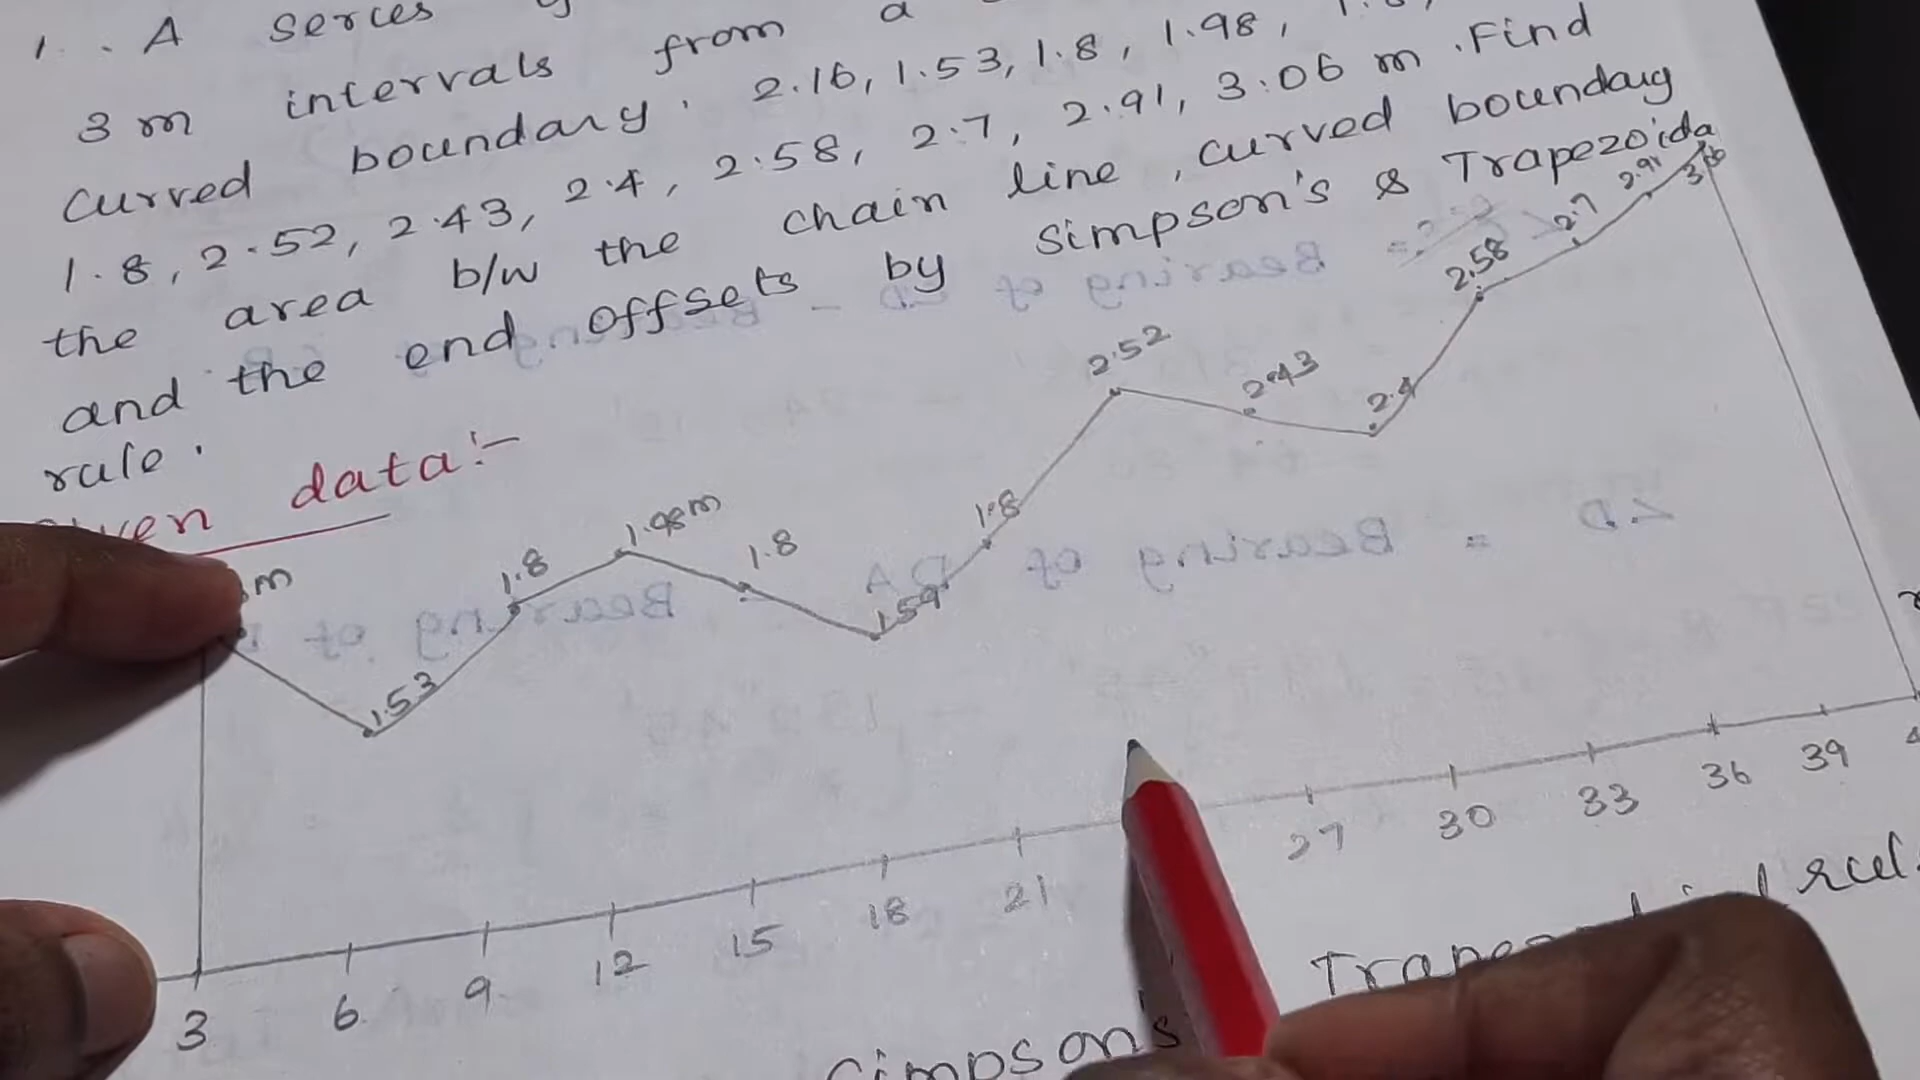 1. A series
3m intervals from a
curved boundary. 2.16, 1.53, 1.8, 1.98,
1.8, 2.52, 2.43, 2.4, 2.58, 2.7, 2.91, 3.06 m. Find
the area b/w the chain line, curved boundary
and the end offsets by Simpson's & Trapezoida
rule.
data:-
m 1.53 1.8 1.98m 1.8 1.59 1.8 2.52 2.43 2.4 2.58 2.7 2.91 3.06
3 6 9 12 15 18 21 27 30 33 36 39
Simpson's